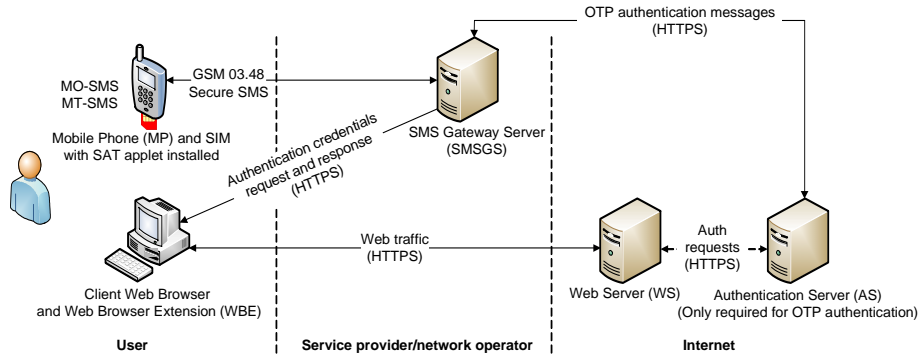 OTP authentication messages
(HTTPS)
GSM 03.48
Secure SMS
MO-SMS
MT-SMS
Mobile Phone (MP) and SIM
with SAT applet installed
SMS Gateway Server
(SMSGS)
Authentication credentials
request and response
(HTTPS)
Web traffic
(HTTPS)
Auth
requests
(HTTPS)
Client Web Browser
and Web Browser Extension (WBE)
Web Server (WS)
Authentication Server (AS)
(Only required for OTP authentication)
User
Service provider/network operator
Internet